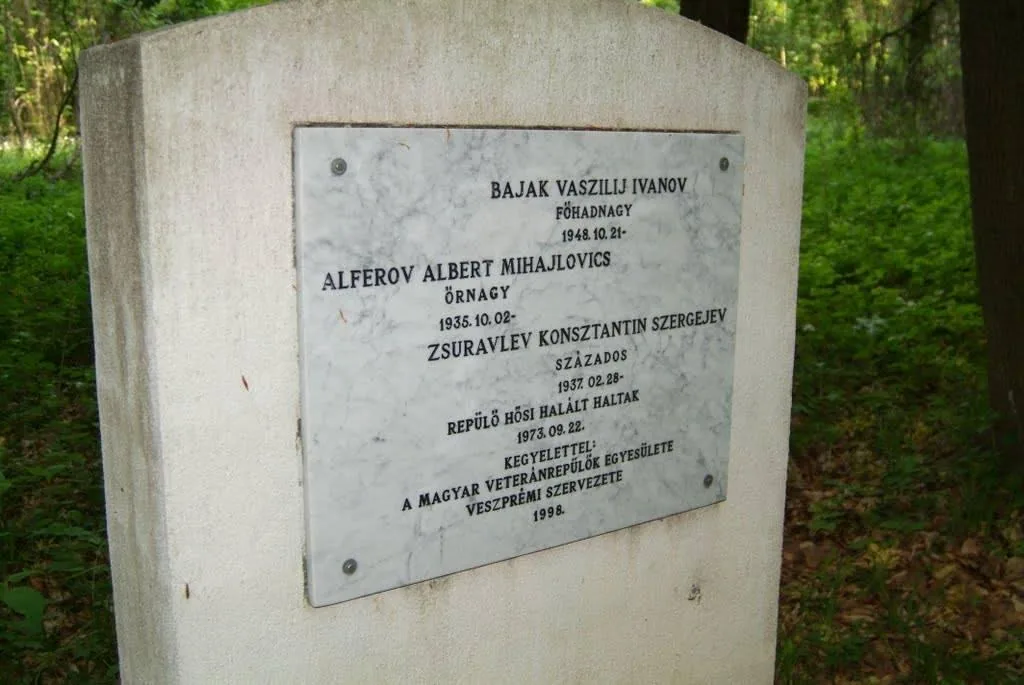 BAJAK VASZILIJ IVANOV
FŐHADNAGY
1948.10.21-
ALFEROV ALBERT MIHAJLOVICS
ŐRNAGY
1935.10.02-
ZSURAVLEV KONSZTANTIN SZERGEJEV
SZÁZADOS
1937.02.28-
REPÜLŐ HŐSI HALÁLT HALTAK
1973.09.22.
KEGYELETTEL:
A MAGYAR VETERÁNREPÜLŐK EGYESÜLETE
VESZPRÉMI SZERVEZETE
1998.